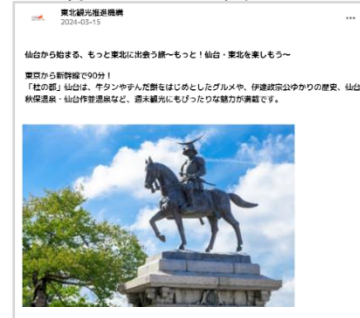 東北観光推進機構
2024-03-15
仙台から始まる、もっと東北に出会う旅〜もっと！仙台・東北を楽しもう〜
東京から新幹線で90分！
「杜の都」仙台は、牛タンやずんだ餅をはじめとしたグルメや、伊達政宗公ゆかりの歴史、仙台
秋保温泉・仙台作並温泉など、週末観光にもぴったりな魅力が満載です。